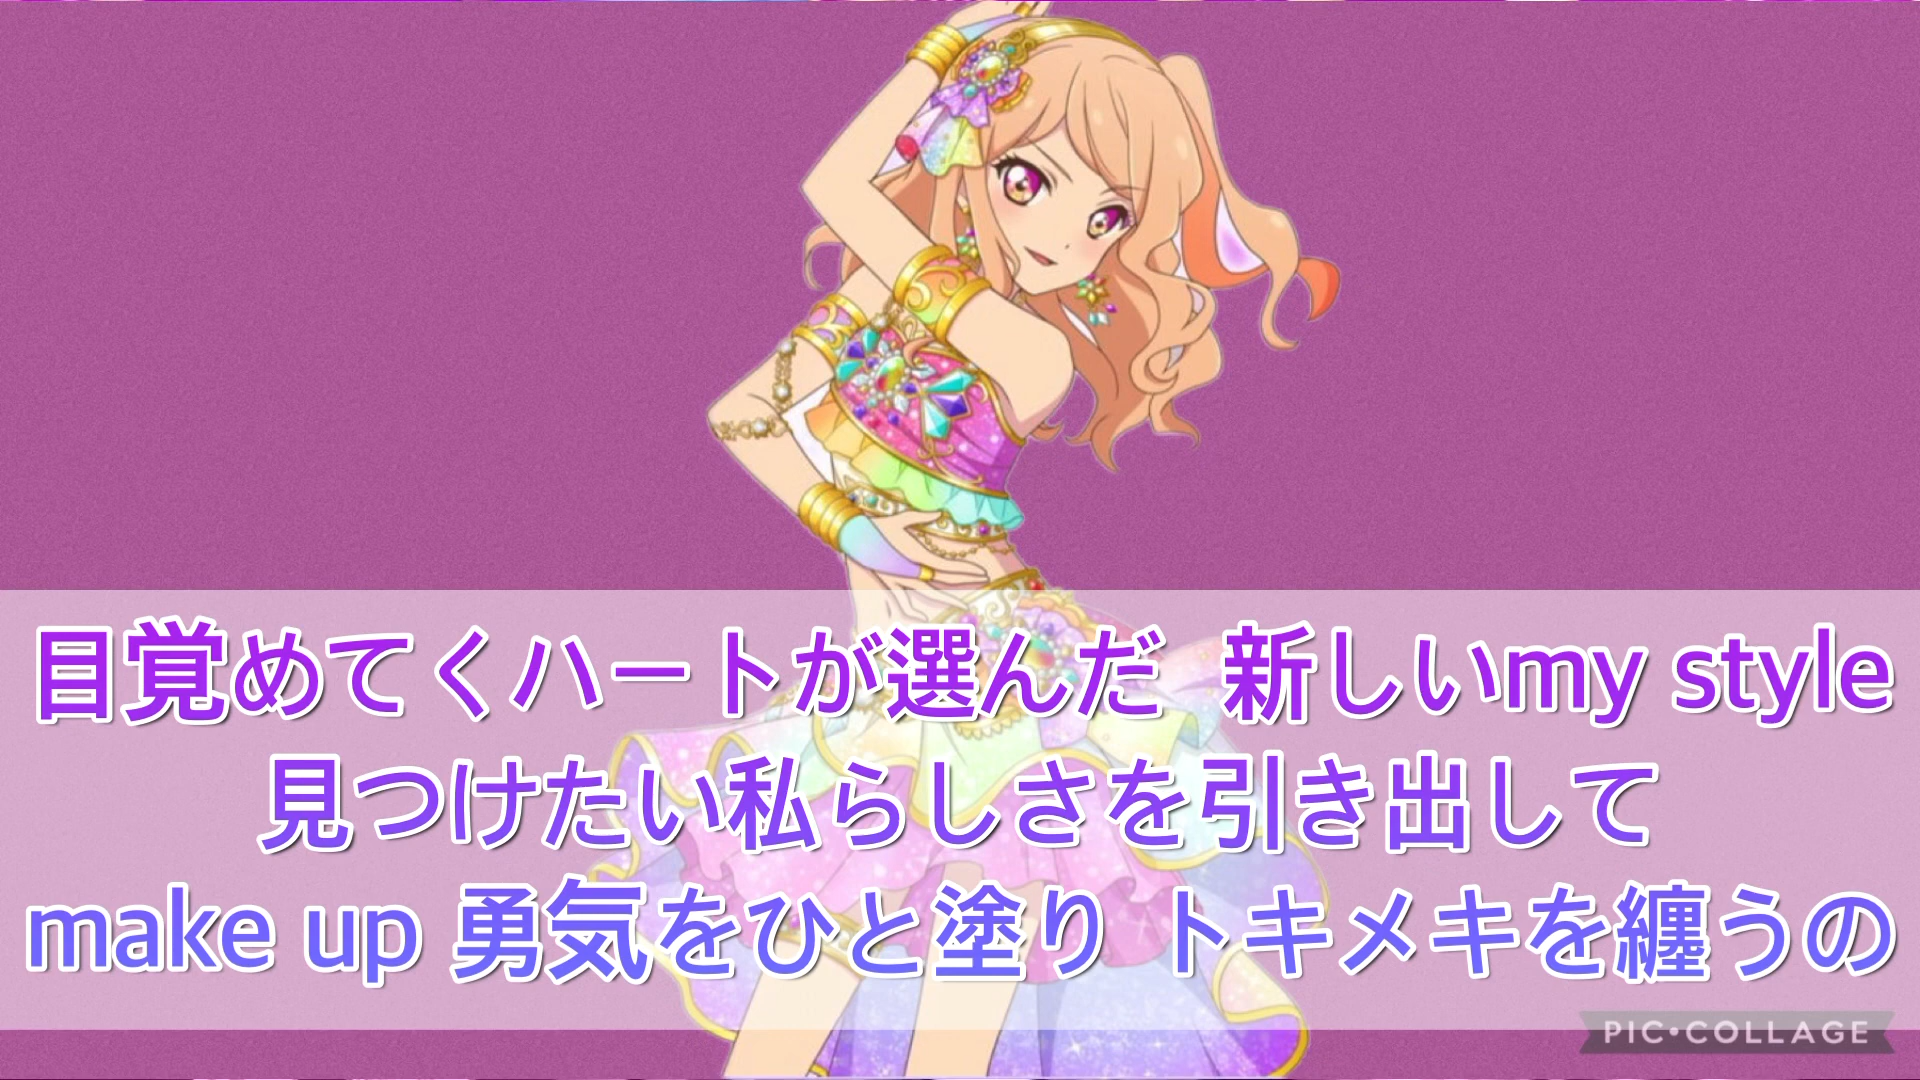 目覚めてくハートが選んだ 新しいmy style
見つけたい私らしさを引き出して
make up 勇気をひと塗り トキメキを纏うの
PIC•COLLAGE